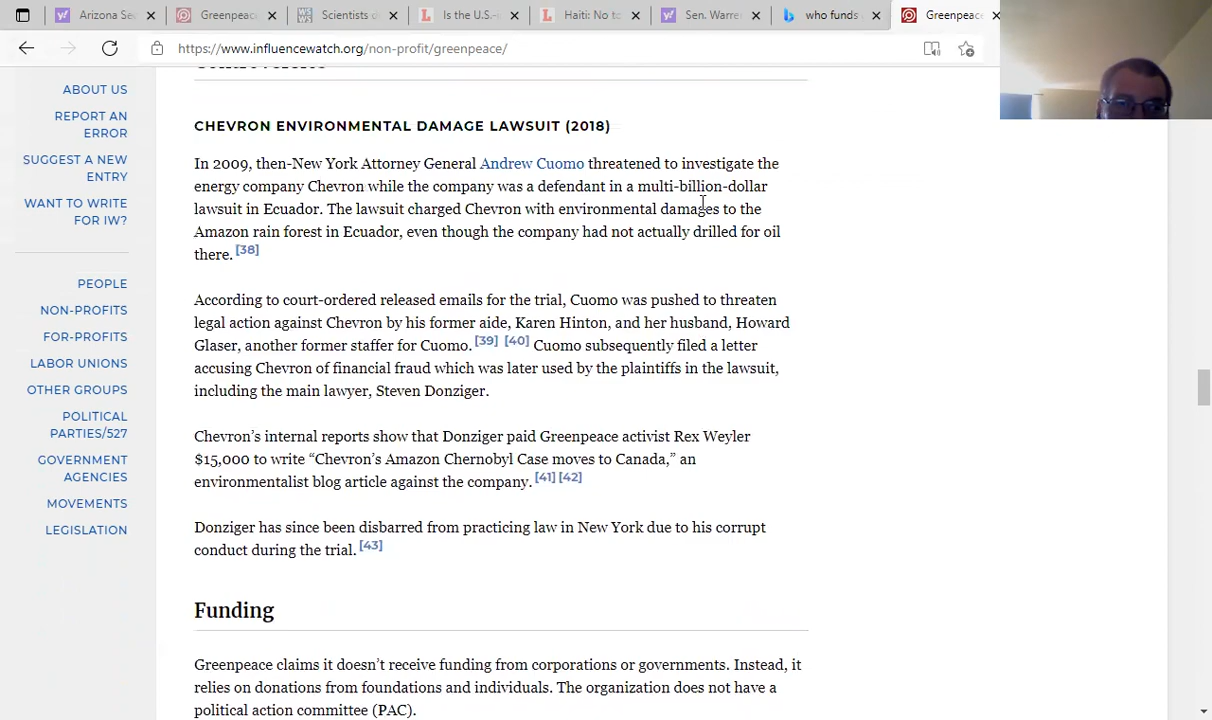 Arizona Se
Greenpeac
Scientists d
Is the U.S.-
Haiti: No to
Sen. Warre
who funds
Greenpeac
https://www.influencewatch.org/non-profit/greenpeace/
ABOUT US
REPORT AN
ERROR
SUGGEST A NEW
ENTRY
WANT TO WRITE
FOR IW?
PEOPLE
NON-PROFITS
FOR-PROFITS
LABOR UNIONS
OTHER GROUPS
POLITICAL
PARTIES/527
GOVERNMENT
AGENCIES
MOVEMENTS
LEGISLATION
CHEVRON ENVIRONMENTAL DAMAGE LAWSUIT (2018)
In 2009, then-New York Attorney General Andrew Cuomo threatened to investigate the
energy company Chevron while the company was a defendant in a multi-billion-dollar
lawsuit in Ecuador. The lawsuit charged Chevron with environmental damages to the
Amazon rain forest in Ecuador, even though the company had not actually drilled for oil
there. [38]
According to court-ordered released emails for the trial, Cuomo was pushed to threaten
legal action against Chevron by his former aide, Karen Hinton, and her husband, Howard
Glaser, another former staffer for Cuomo. [39] [40] Cuomo subsequently filed a letter
accusing Chevron of financial fraud which was later used by the plaintiffs in the lawsuit,
including the main lawyer, Steven Donziger.
Chevron’s internal reports show that Donziger paid Greenpeace activist Rex Weyler
$15,000 to write “Chevron’s Amazon Chernobyl Case moves to Canada,” an
environmentalist blog article against the company. [41] [42]
Donziger has since been disbarred from practicing law in New York due to his corrupt
conduct during the trial. [43]
Funding
Greenpeace claims it doesn’t receive funding from corporations or governments. Instead, it
relies on donations from foundations and individuals. The organization does not have a
political action committee (PAC).